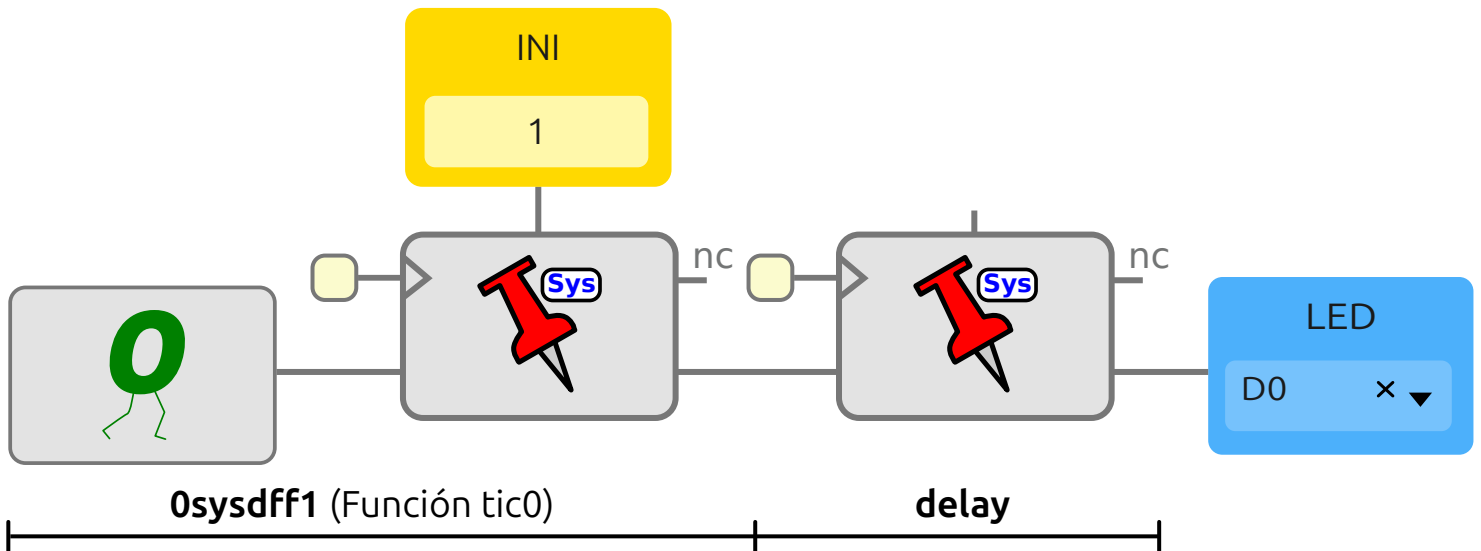 INI
1
nc
nc
Sys
Sys
0
LED
D0
0sysdff1 (Función tic0)
delay